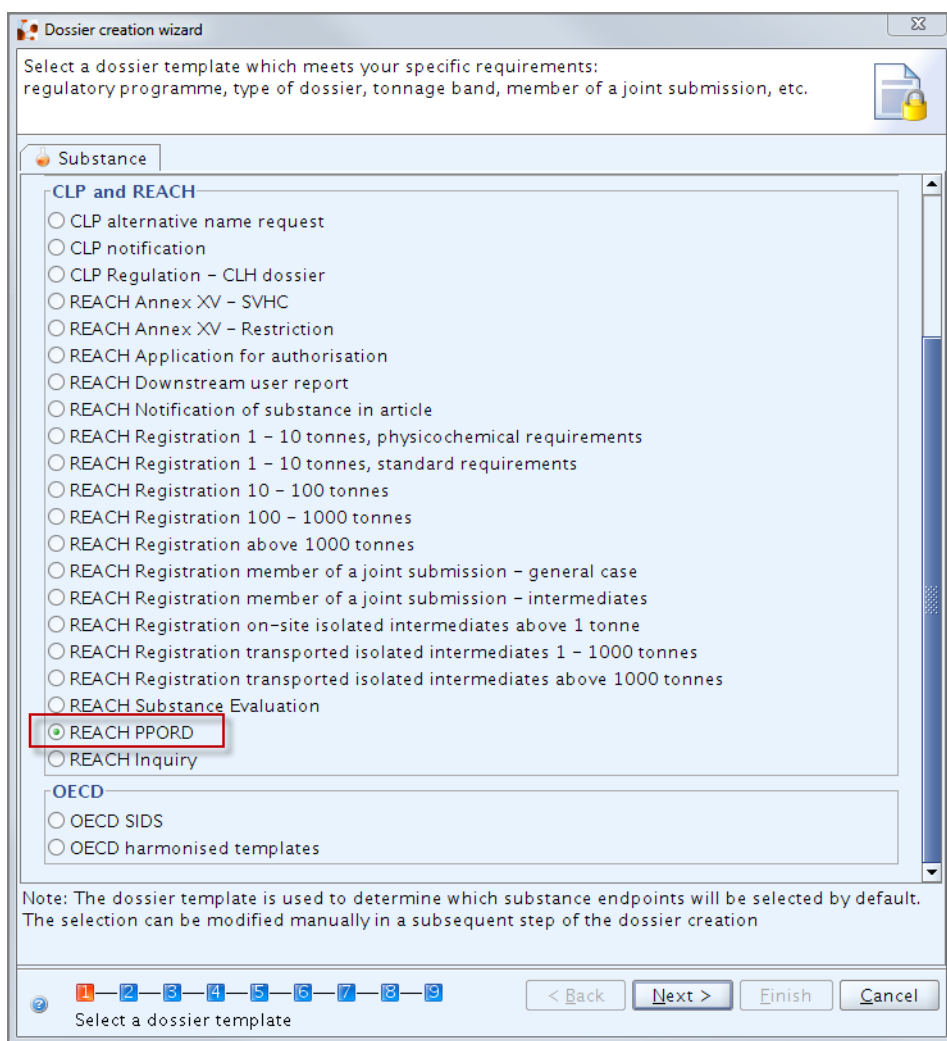 Dossier creation wizard
Select a dossier template which meets your specific requirements:
regulatory programme, type of dossier, tonnage band, member of a joint submission, etc.
Substance
CLP and REACH
CLP alternative name request
CLP notification
CLP Regulation – CLH dossier
REACH Annex XV – SVHC
REACH Annex XV – Restriction
REACH Application for authorisation
REACH Downstream user report
REACH Notification of substance in article
REACH Registration 1 – 10 tonnes, physicochemical requirements
REACH Registration 1 – 10 tonnes, standard requirements
REACH Registration 10 – 100 tonnes
REACH Registration 100 – 1000 tonnes
REACH Registration above 1000 tonnes
REACH Registration member of a joint submission – general case
REACH Registration member of a joint submission – intermediates
REACH Registration on-site isolated intermediates above 1 tonne
REACH Registration transported isolated intermediates 1 – 1000 tonnes
REACH Registration transported isolated intermediates above 1000 tonnes
REACH Substance Evaluation
REACH PPORD
REACH Inquiry
OECD
OECD SIDS
OECD harmonised templates
Note: The dossier template is used to determine which substance endpoints will be selected by default.
The selection can be modified manually in a subsequent step of the dossier creation
1 2 3 4 5 6 7 8 9 < Back Next > Finish Cancel
Select a dossier template